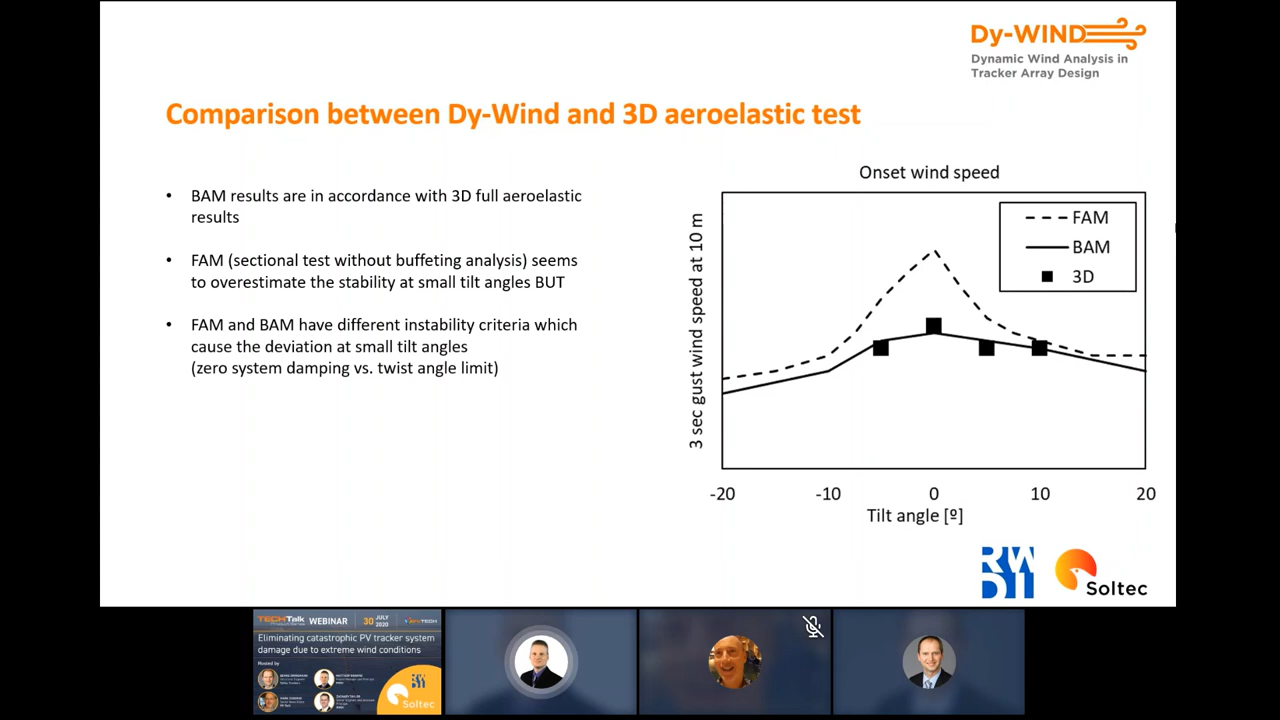 Dy-WIND
Dynamic Wind Analysis in
Tracker Array Design
Comparison between Dy-Wind and 3D aeroelastic test
• BAM results are in accordance with 3D full aeroelastic
results
• FAM (sectional test without buffeting analysis) seems
to overestimate the stability at small tilt angles BUT
• FAM and BAM have different instability criteria which
cause the deviation at small tilt angles
(zero system damping vs. twist angle limit)
Onset wind speed
3 sec gust wind speed at 10 m
FAM
BAM
3D
-20
-10
0
10
20
Tilt angle [º]
RWDI
Soltec
TECHTalk
WEBINAR
30
JULY
2020
Eliminating catastrophic PV tracker system
damage due to extreme wind conditions
Hosted by
Soltec